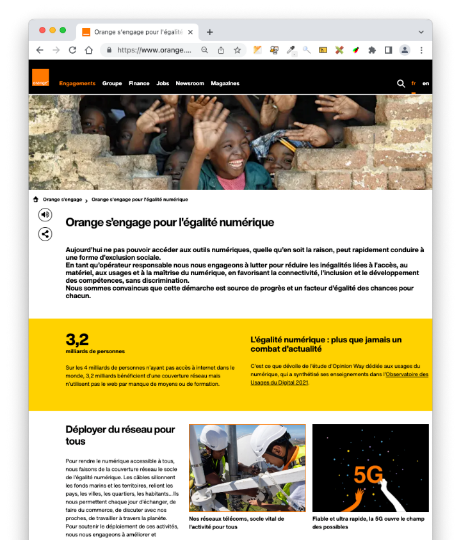 Orange s'engage pour l'égalité
https://www.orange....
Engagements Groupe Finance Jobs Newsroom Magazines
fr en
Orange s'engage > Orange s'engage pour l'égalité numérique
Orange s'engage pour l'égalité numérique
Aujourd'hui ne pas pouvoir accéder aux outils numériques, quelle qu'en soit la raison, peut rapidement conduire à
une forme d'exclusion sociale.
En tant qu'opérateur responsable nous nous engageons à lutter pour réduire les inégalités liées à l'accès, au
matériel, aux usages et à la maîtrise du numérique, en favorisant la connectivité, l'inclusion et le développement
des compétences, sans discrimination.
Nous sommes convaincus que cette démarche est source de progrès et un facteur d'égalité des chances pour
chacun.
3,2
milliards de personnes
Sur les 4 milliards de personnes n'ayant pas accès à internet dans le
monde, 3,2 milliards bénéficient d'une couverture réseau mais
n'utilisent pas le web par manque de moyens ou de formation.
L'égalité numérique : plus que jamais un
combat d'actualité
C'est ce que dévoile de l'étude d'Opinion Way dédiée aux usages du
numérique, qui a synthétisé ses enseignements dans l'Observatoire des
Usages du Digital 2021.
Déployer du réseau pour
tous
Pour rendre le numérique accessible à tous,
nous faisons de la couverture réseau le socle
de l'égalité numérique. Les câbles sillonnent
les fonds marins et les territoires, relient les
pays, les villes, les quartiers, les habitants... Ils
nous permettent chaque jour d'échanger, de
faire du commerce, de discuter avec nos
proches, de travailler à travers la planète.
Pour soutenir le déploiement de ces activités,
nous nous engageons à améliorer et
Nos réseaux télécoms, socle vital de
l'activité pour tous
5G
Fiable et ultra rapide, la 5G ouvre le champ
des possibles